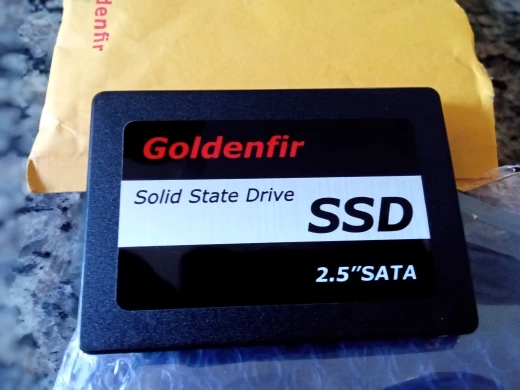 denfir
Goldenfir
Solid State Drive
SSD
2.5”SATA